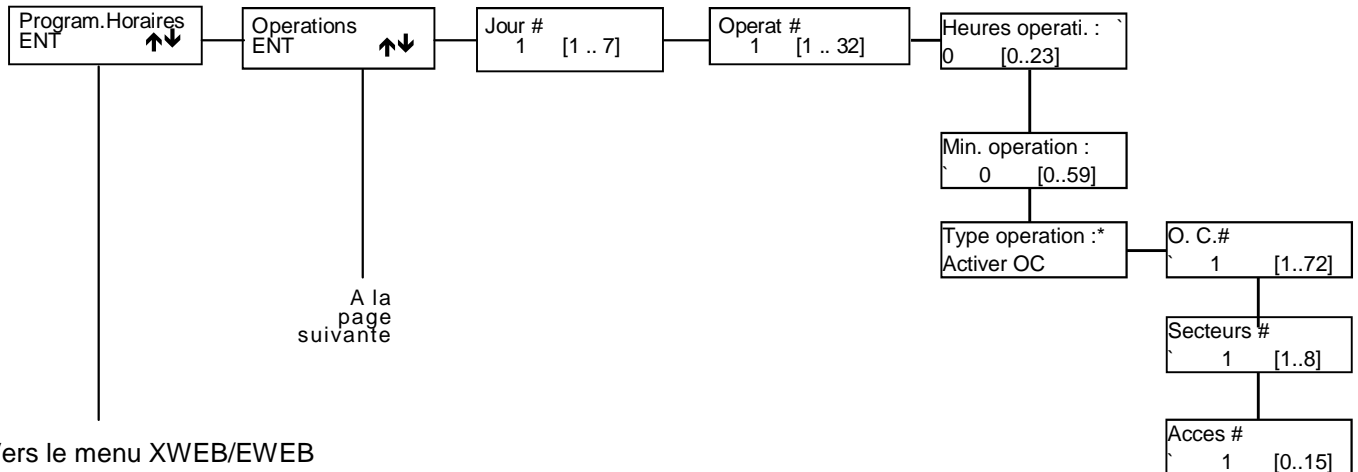 Program.Horaires
ENT
Operations
ENT
Jour #
1 [1 .. 7]
Operat #
1 [1 .. 32]
Heures operati. : `
0 [0..23]
Min. operation :
` 0 [0..59]
Type operation :*
Activer OC
O. C.#
` 1 [1..72]
Secteurs #
` 1 [1..8]
Acces #
` 1 [0..15]
A la
page
suivante
Vers le menu XWEB/EWEB